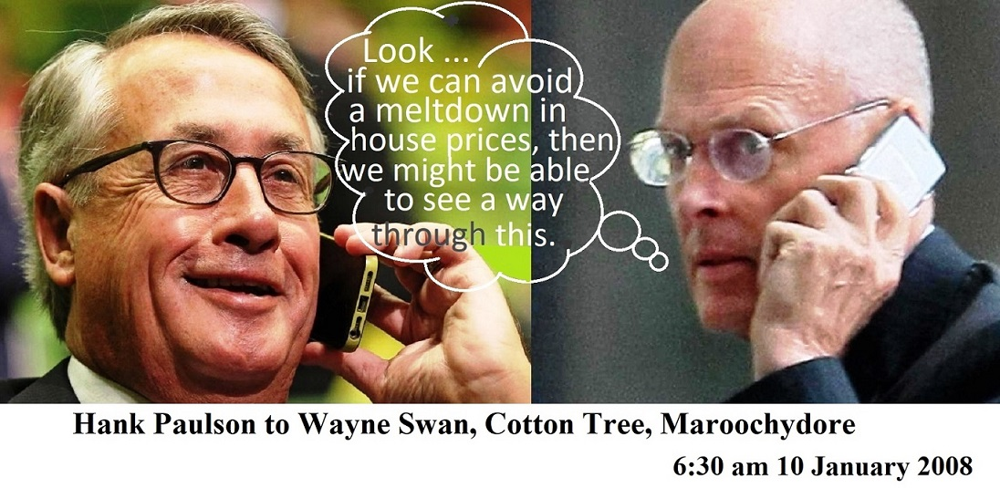 Look ...
if we can avoid
a meltdown in
house prices, then
we might be able
to see a way
through this.
Hank Paulson to Wayne Swan, Cotton Tree, Maroochydore
6:30 am 10 January 2008